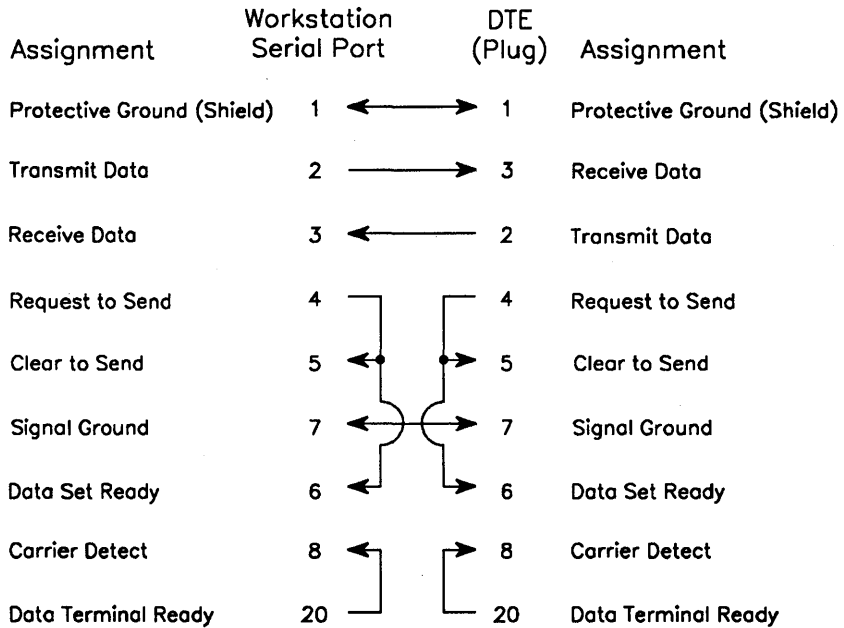 Assignment Workstation Serial Port DTE (Plug) Assignment
Protective Ground (Shield) 1 1 Protective Ground (Shield)
Transmit Data 2 3 Receive Data
Receive Data 3 2 Transmit Data
Request to Send 4 4 Request to Send
Clear to Send 5 5 Clear to Send
Signal Ground 7 7 Signal Ground
Data Set Ready 6 6 Data Set Ready
Carrier Detect 8 8 Carrier Detect
Data Terminal Ready 20 20 Data Terminal Ready